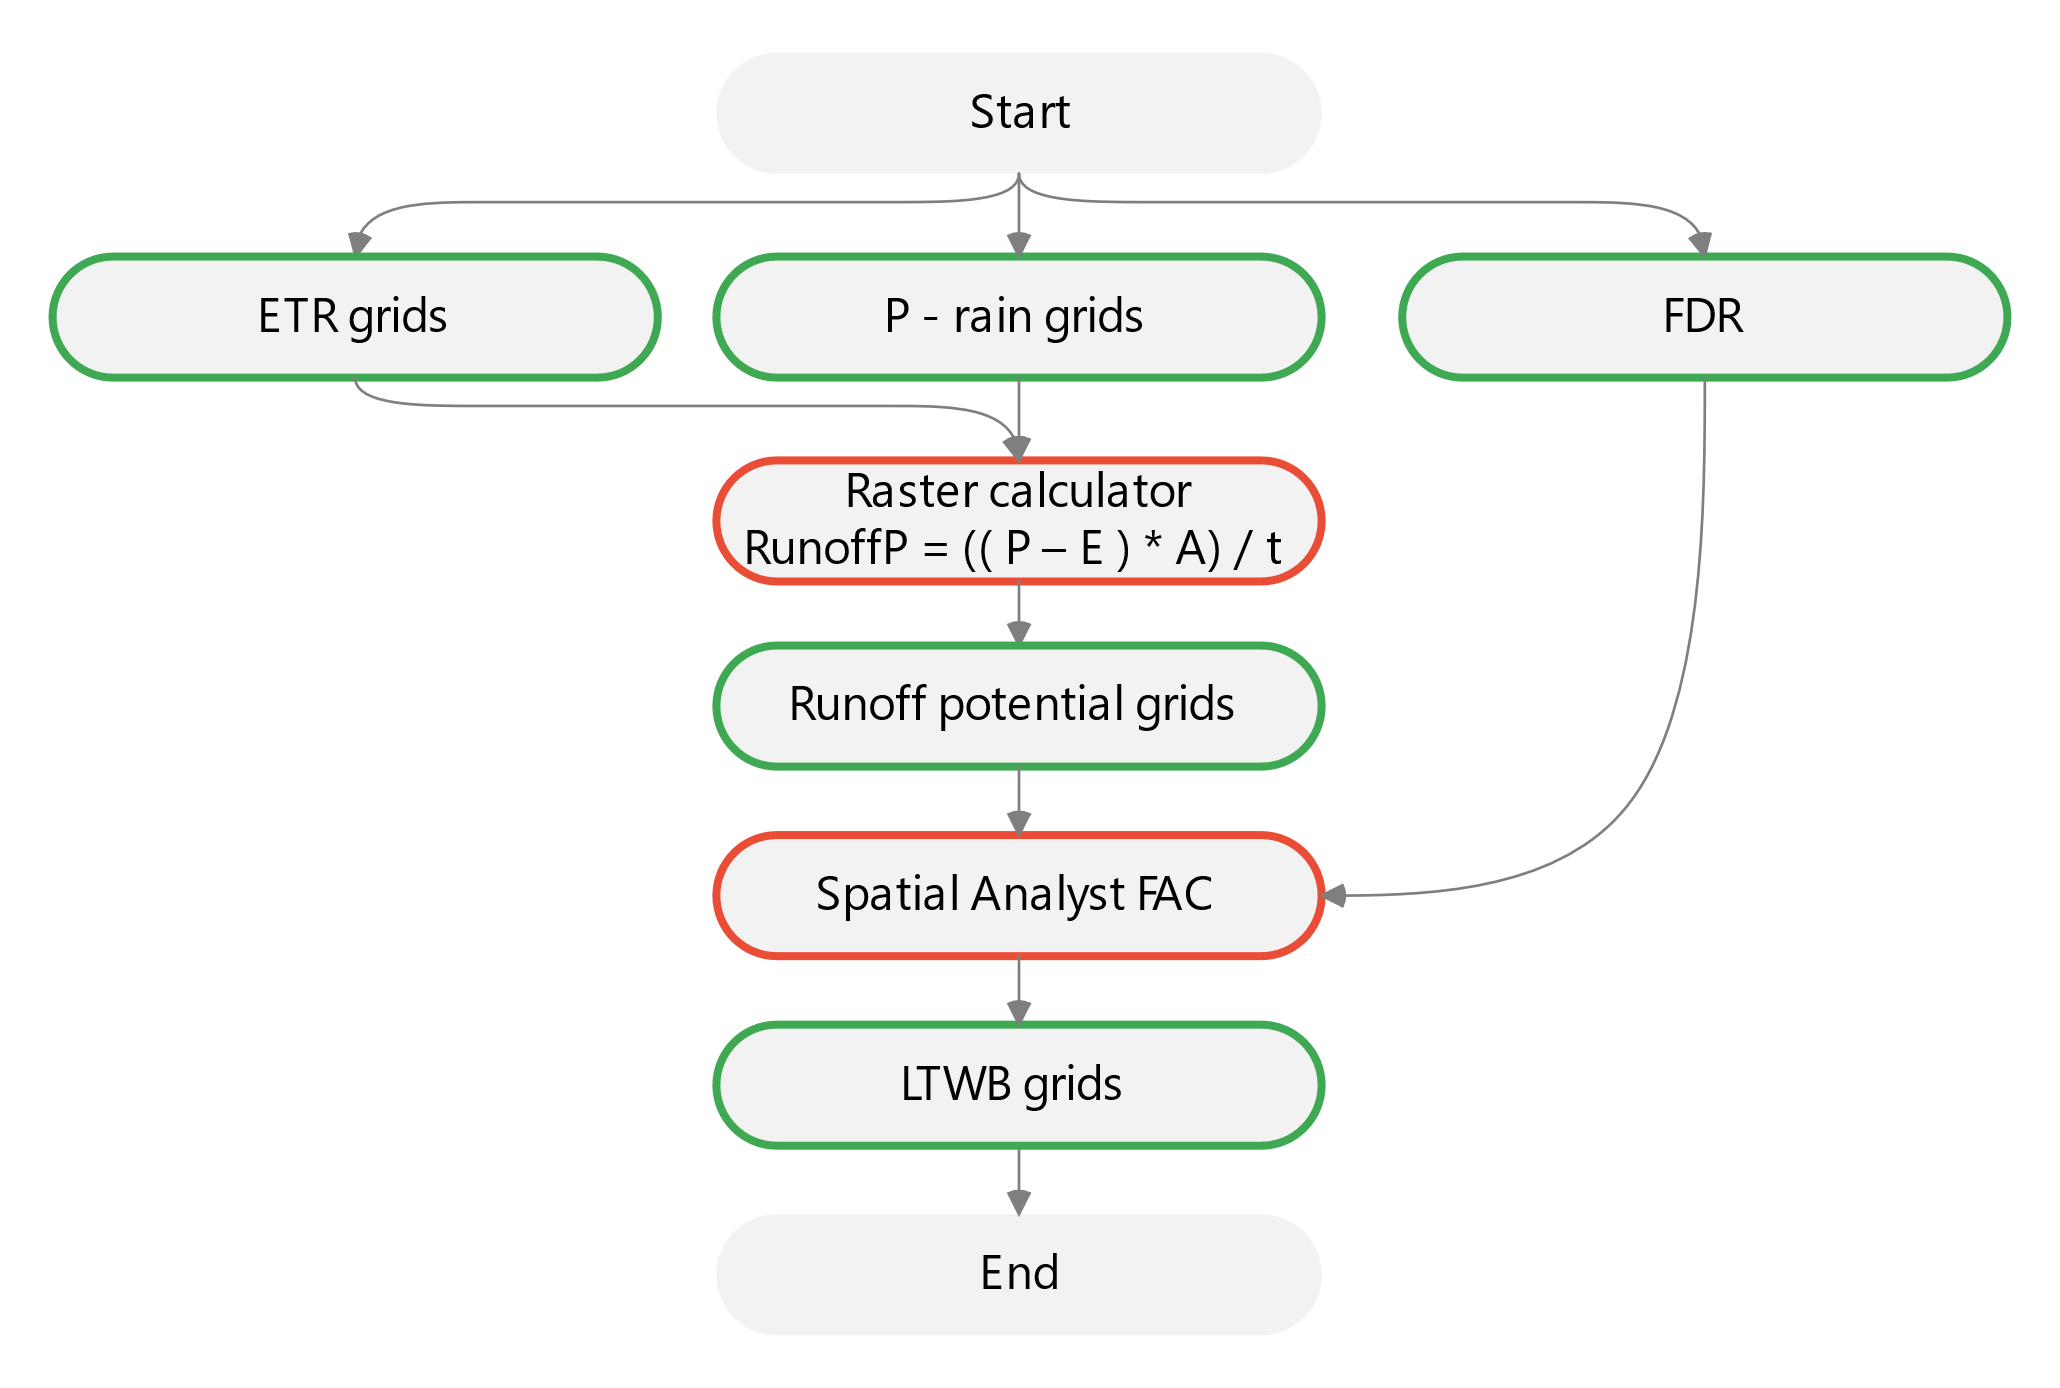 Start
ETR grids
P - rain grids
FDR
Raster calculator
RunoffP = (( P – E ) * A) / t
Runoff potential grids
Spatial Analyst FAC
LTWB grids
End